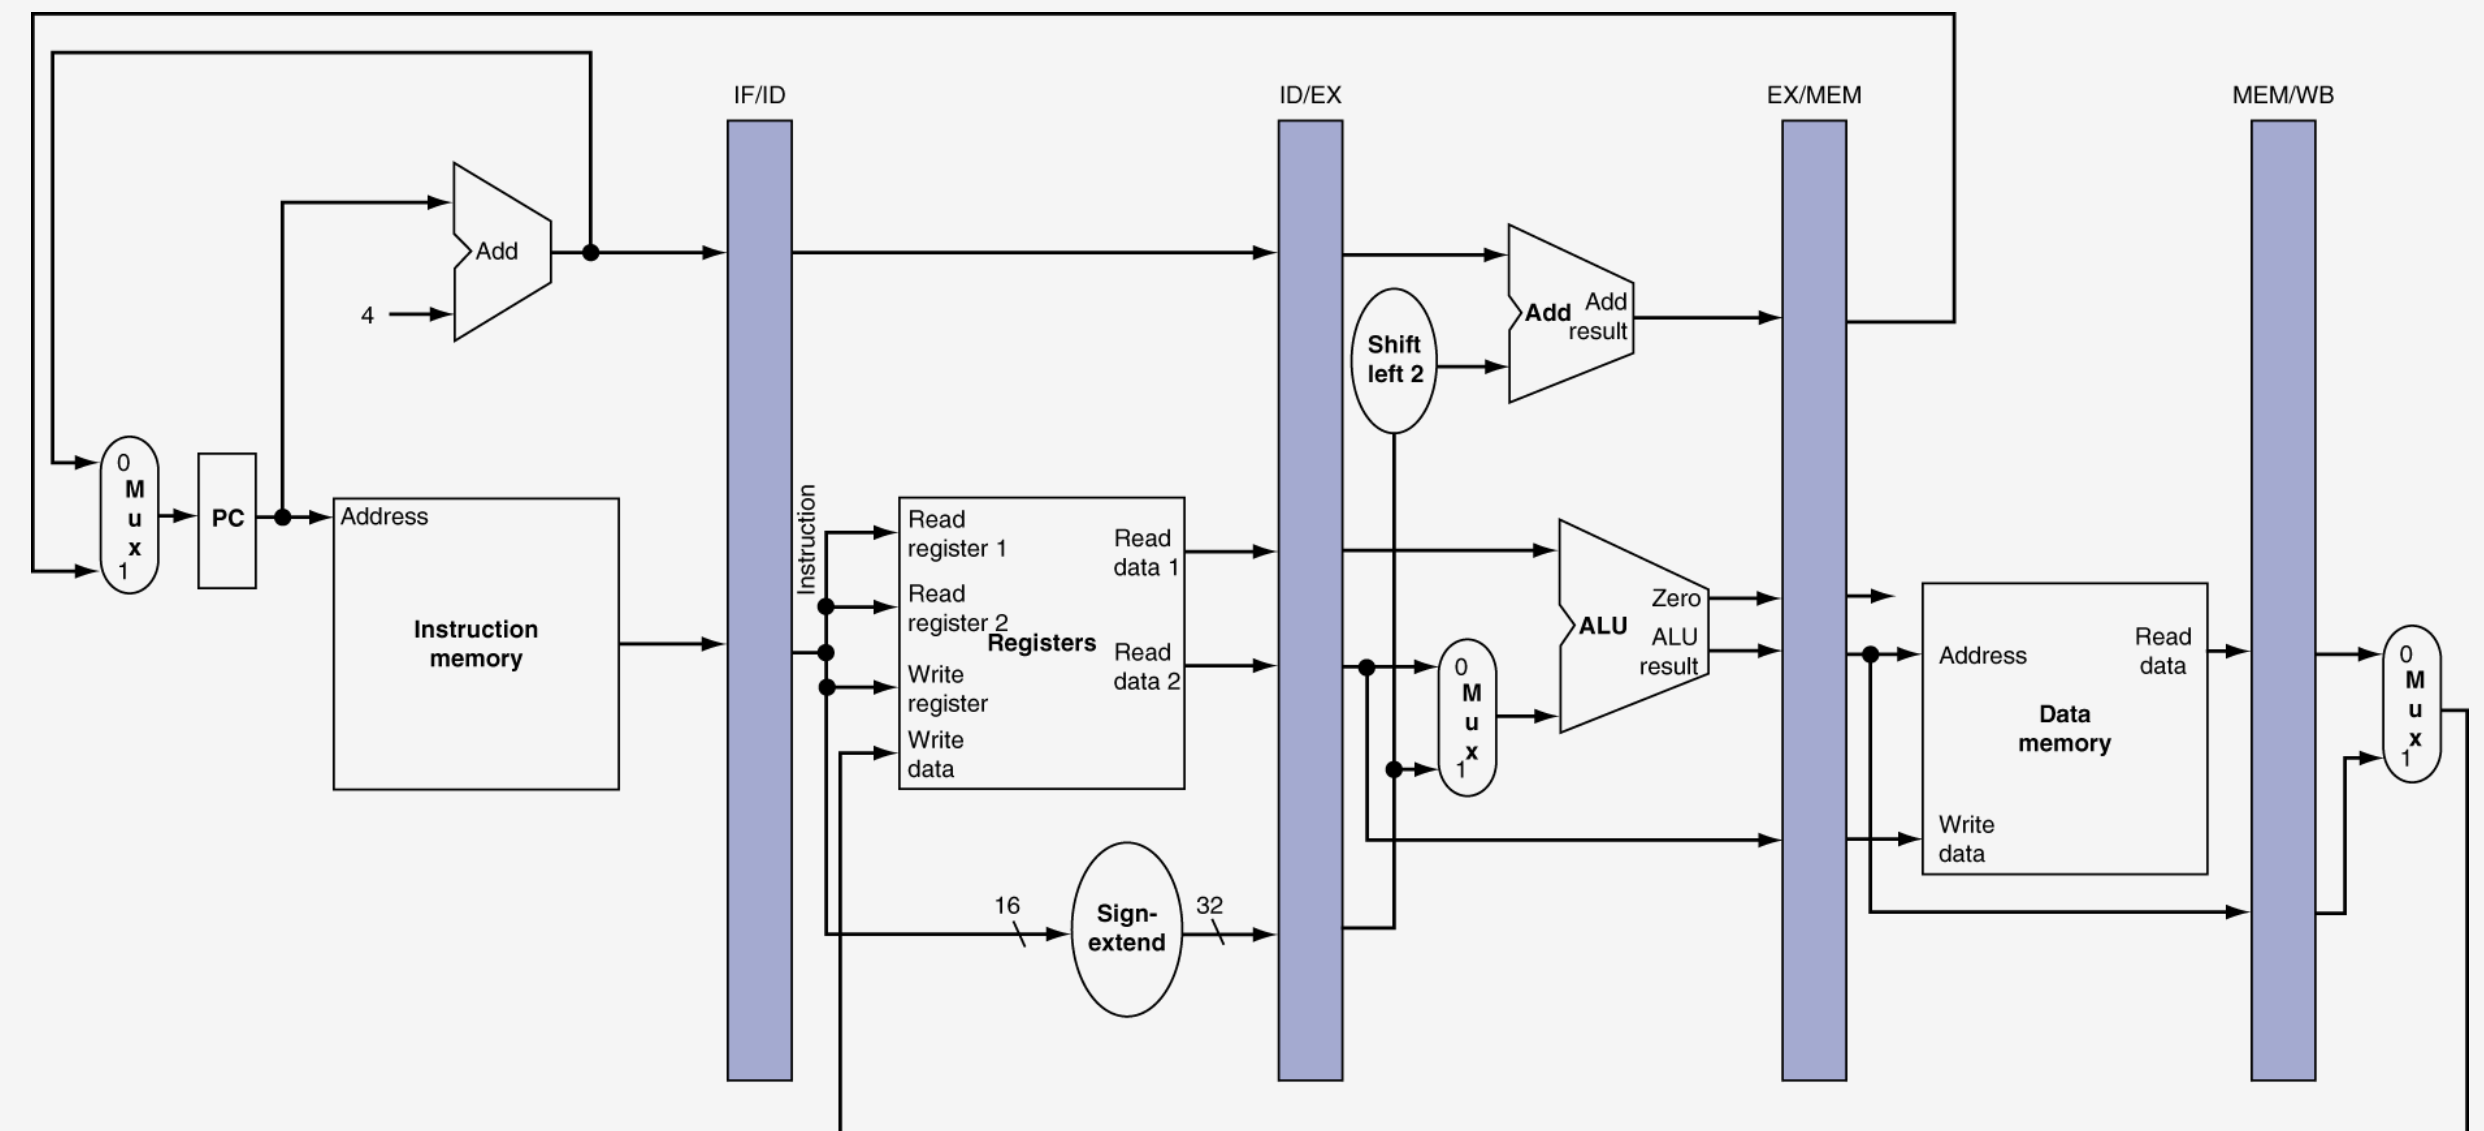 IF/ID
ID/EX
EX/MEM
MEM/WB
Add
4
0
M
u
x
1
PC
Address
Instruction
memory
Instruction
Read
register 1
Read
register 2
Write
register
Write
data
Registers
Read
data 1
Read
data 2
16
Sign-
extend
32
Shift
left 2
Add
Add
result
0
M
u
x
1
ALU
Zero
ALU
result
Address
Read
data
Data
memory
Write
data
0
M
u
x
1